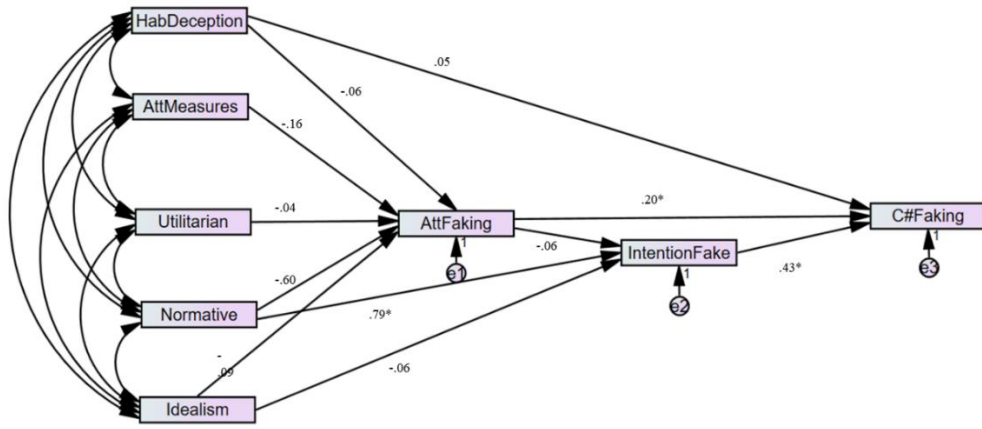 HabDeception
.05
-.06
AttMeasures
-.16
Utilitarian
-.04
AttFaking
1
e1
.20*
C#Faking
1
e3
-.06
IntentionFake
1
e2
.43*
-.60
Normative
.79*
-
.09
-.06
Idealism